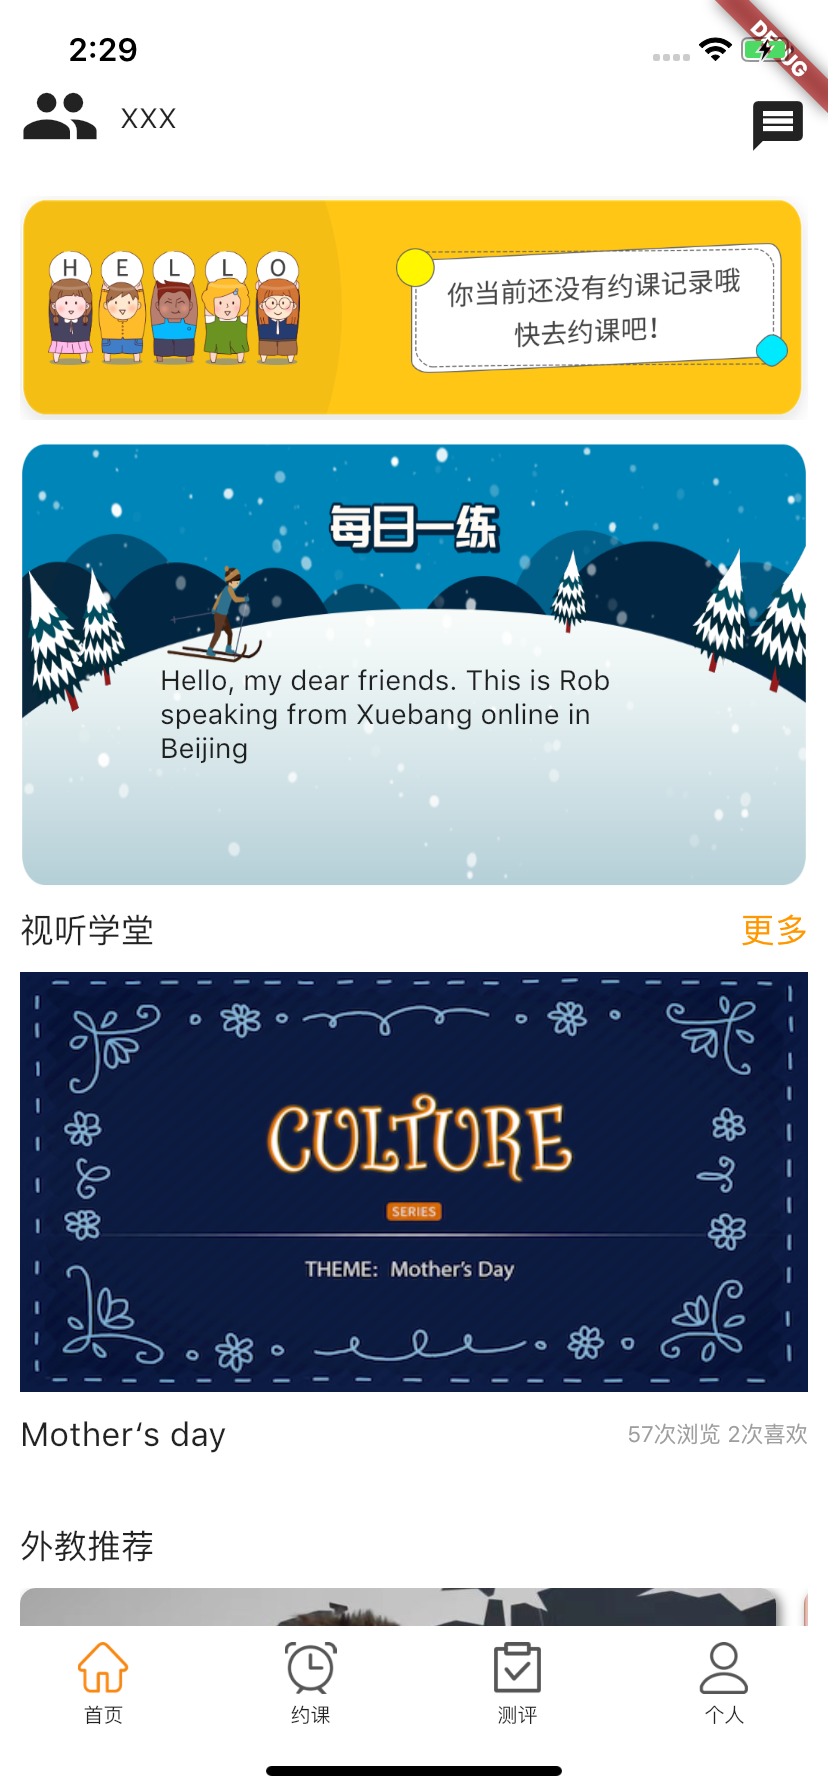 2:29
DEBUG
XXX
H E L L O
你当前还没有约课记录哦
快去约课吧！
每日一练
Hello, my dear friends. This is Rob
speaking from Xuebang online in
Beijing
视听学堂
更多
CULTURE
SERIES
THEME: Mother's Day
Mother‘s day
57次浏览 2次喜欢
外教推荐
首页
约课
测评
个人